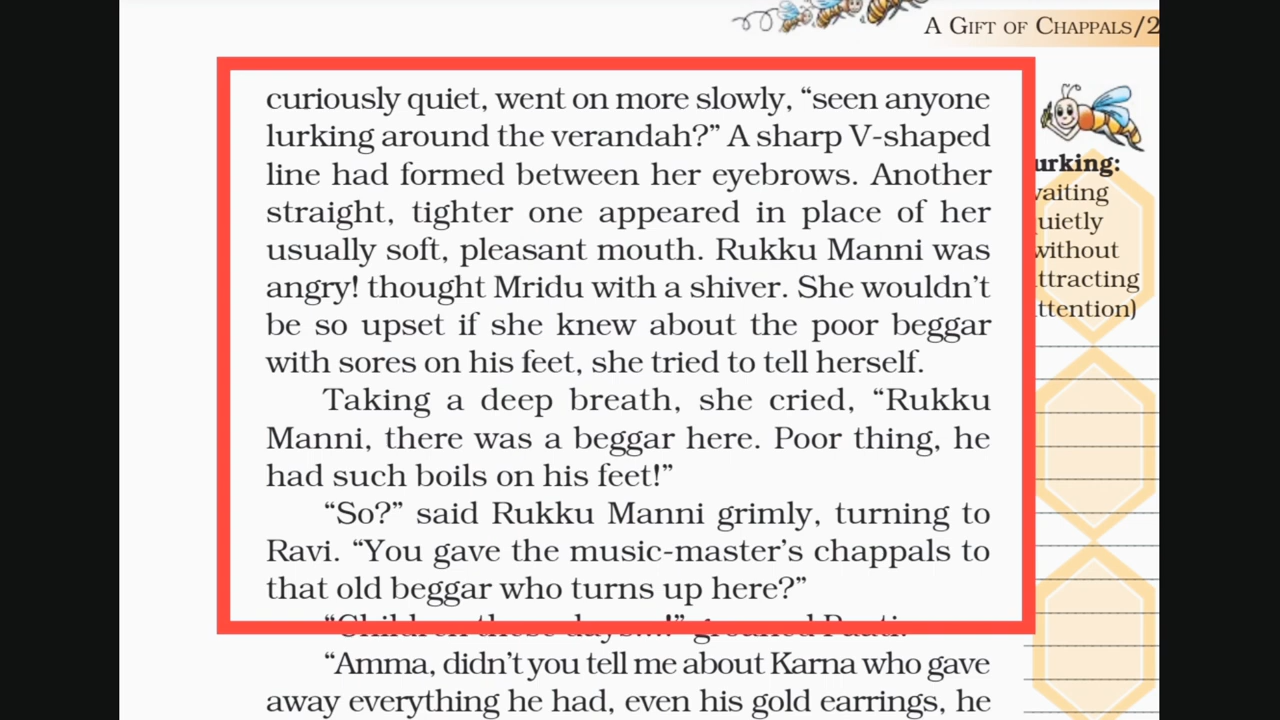 A GIFT OF CHAPPALS/2
curiously quiet, went on more slowly, “seen anyone
lurking around the verandah?” A sharp V-shaped
line had formed between her eyebrows. Another
straight, tighter one appeared in place of her
usually soft, pleasant mouth. Rukku Manni was
angry! thought Mridu with a shiver. She wouldn’t
be so upset if she knew about the poor beggar
with sores on his feet, she tried to tell herself.
Taking a deep breath, she cried, “Rukku
Manni, there was a beggar here. Poor thing, he
had such boils on his feet!”
“So?” said Rukku Manni grimly, turning to
Ravi. “You gave the music-master’s chappals to
that old beggar who turns up here?”
“Children these days...!” groaned Paati.
“Amma, didn’t you tell me about Karna who gave
away everything he had, even his gold earrings, he
urking:
vaiting
uietly
without
ttracting
ttention)